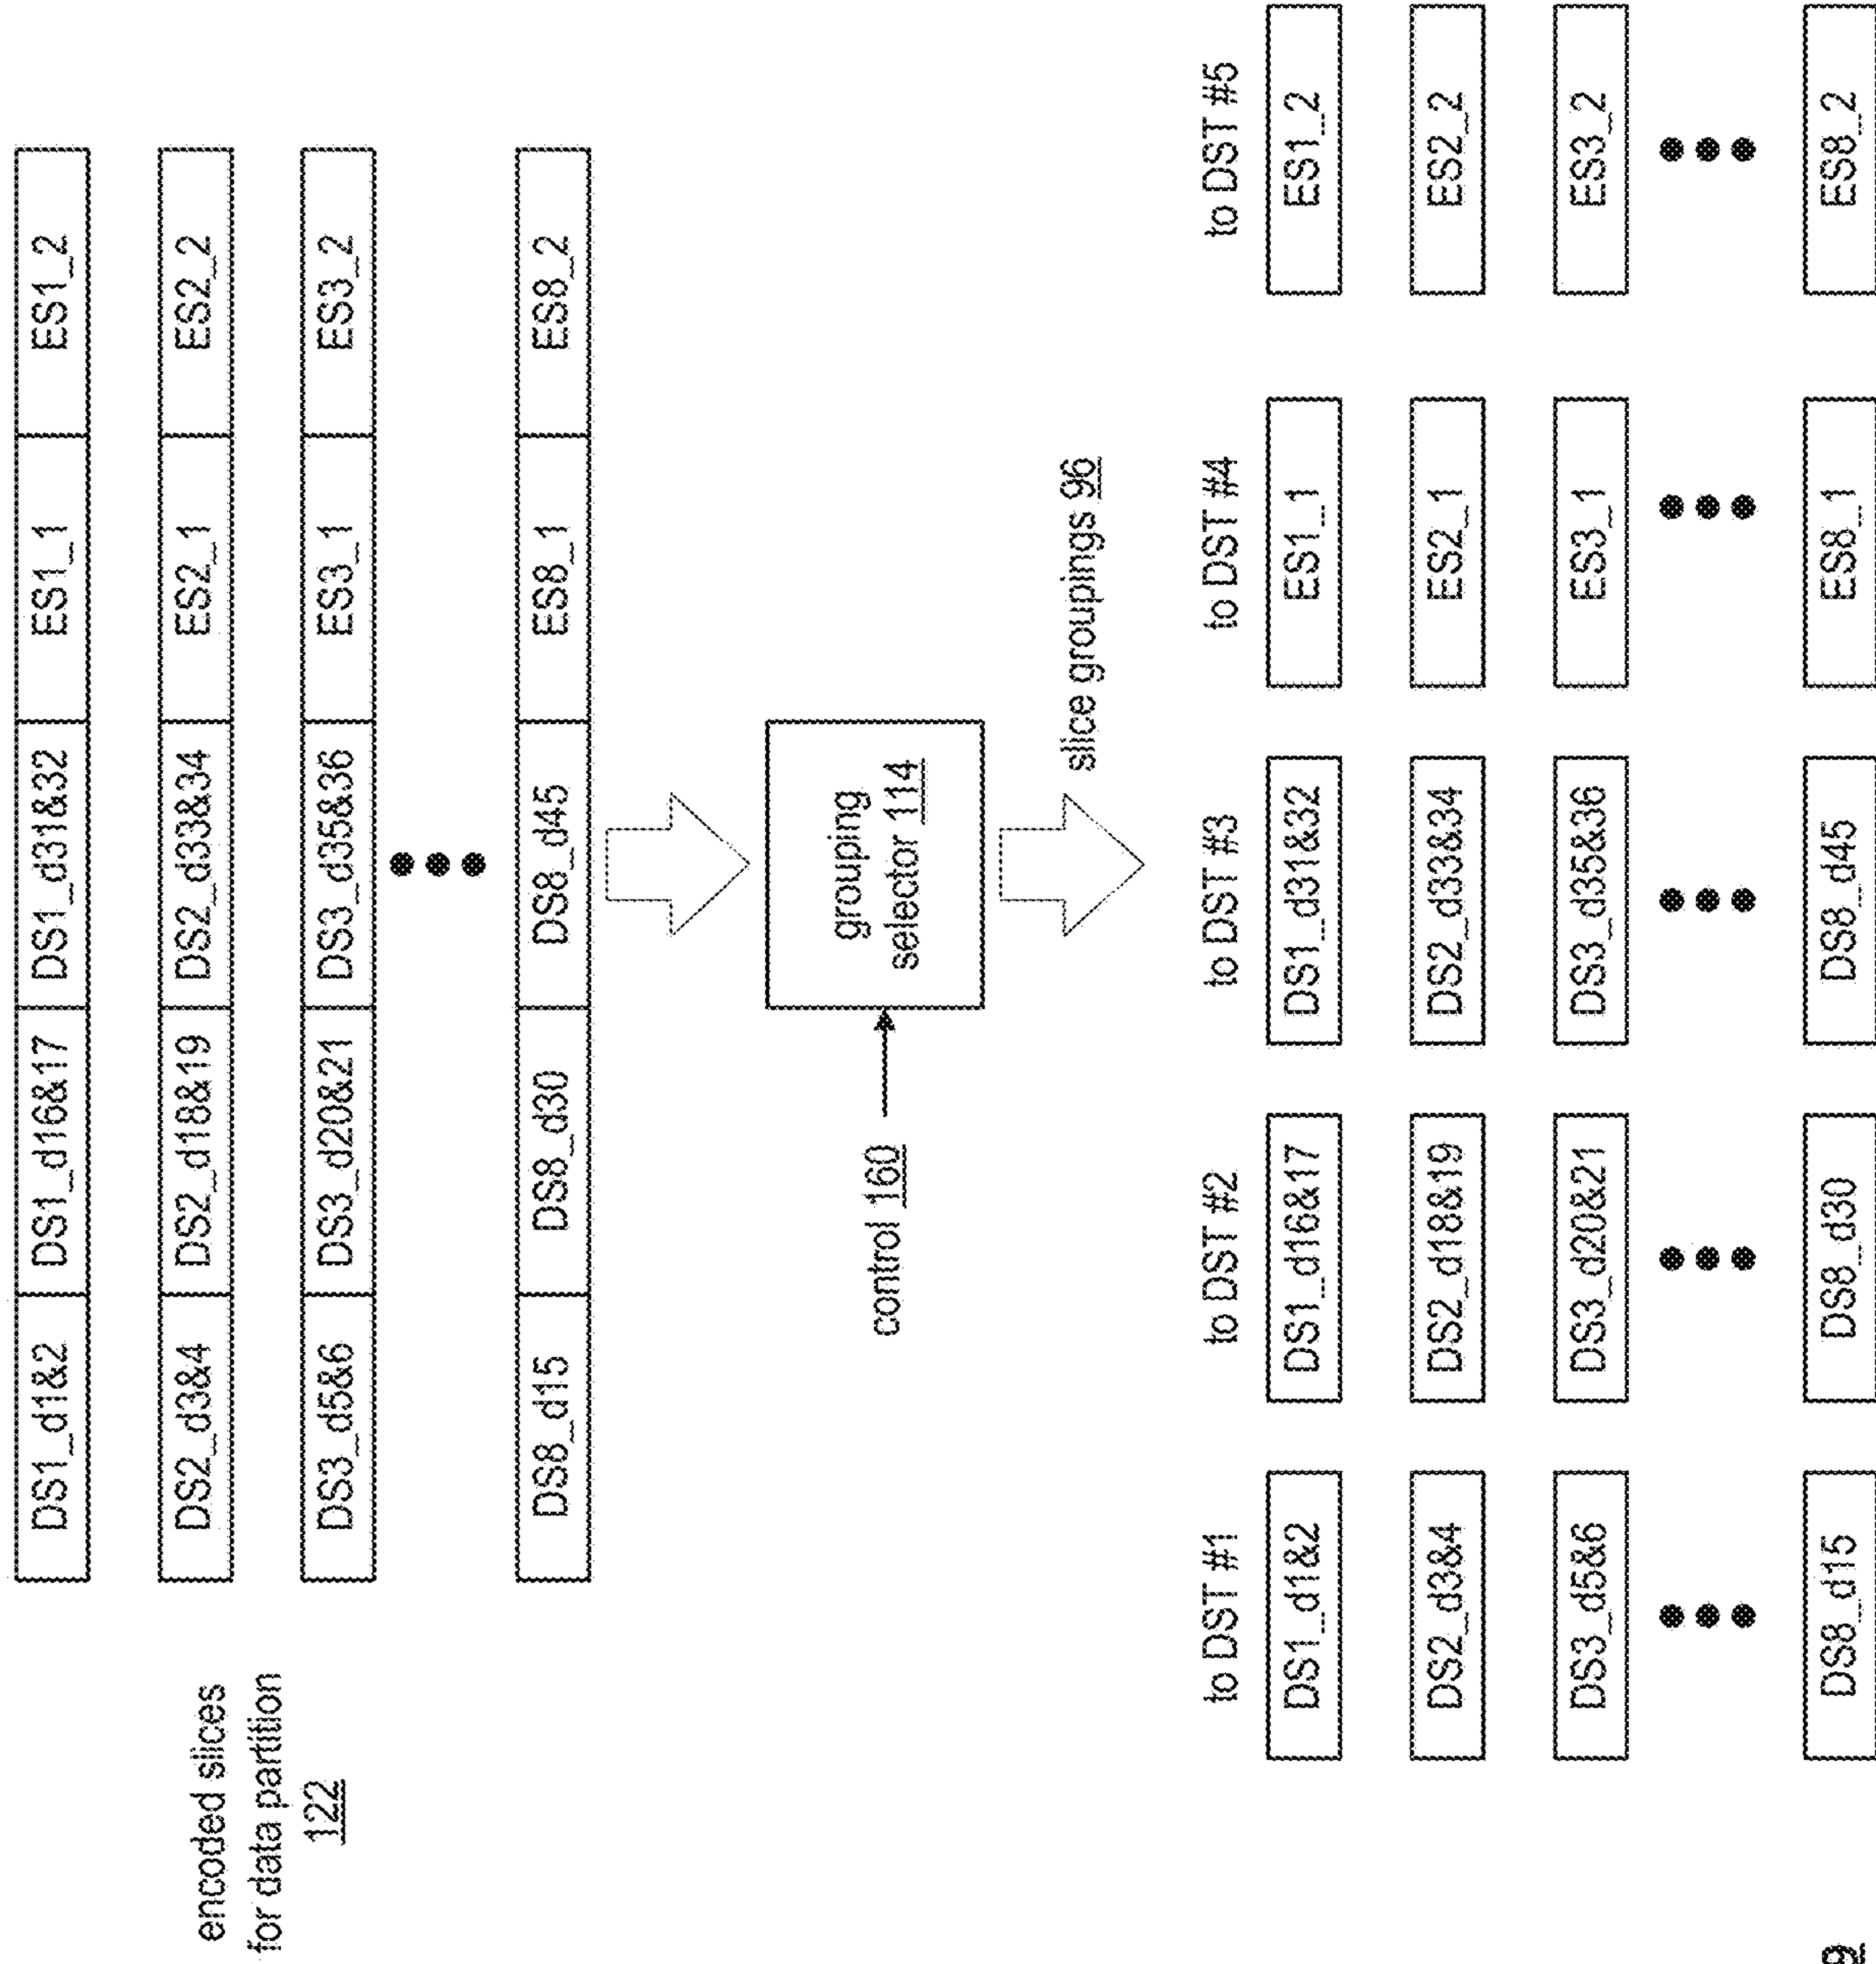 DS1_d1&2 DS1_d16&17 DS1_d31&32 ES1_1 ES1_2
encoded slices
for data partition
122
DS2_d3&4 DS2_d18&19 DS2_d33&34 ES2_1 ES2_2
DS3_d5&6 DS3_d20&21 DS3_d35&36 ES3_1 ES3_2
DS8_d15 DS8_d30 DS8_d45 ES8_1 ES8_2
control 160
grouping
selector 114
slice groupings 96
to DST #1 to DST #2 to DST #3 to DST #4 to DST #5
DS1_d1&2 DS1_d16&17 DS1_d31&32 ES1_1 ES1_2
DS2_d3&4 DS2_d18&19 DS2_d33&34 ES2_1 ES2_2
DS3_d5&6 DS3_d20&21 DS3_d35&36 ES3_1 ES3_2
DS8_d15 DS8_d30 DS8_d45 ES8_1 ES8_2